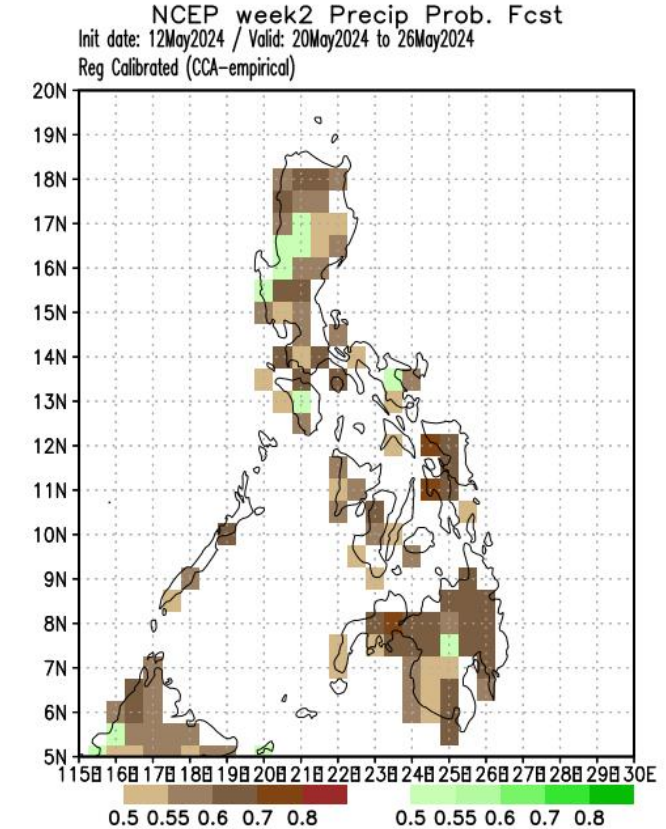 NCEP week2 Precip Prob. Fcst
Init date: 12May2024 / Valid: 20May2024 to 26May2024
Reg Calibrated (CCA-empirical)
20N
19N
18N
17N
16N
15N
14N
13N
12N
11N
10N
9N
8N
7N
6N
5N
115E 116E 117E 118E 119E 120E 121E 122E 123E 124E 125E 126E 127E 128E 129E 130E
0.5 0.55 0.6 0.7 0.8 0.5 0.55 0.6 0.7 0.8